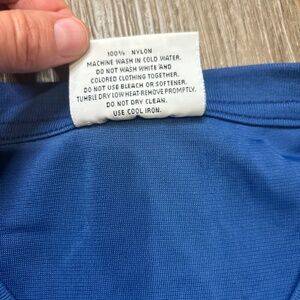 100% NYLON
MACHINE WASH IN COLD WATER.
DO NOT WASH WHITE AND
COLORED CLOTHING TOGETHER.
DO NOT USE BLEACH OR SOFTENER.
TUMBLE DRY LOW HEAT-REMOVE PROMPTLY.
DO NOT DRY CLEAN.
USE COOL IRON.